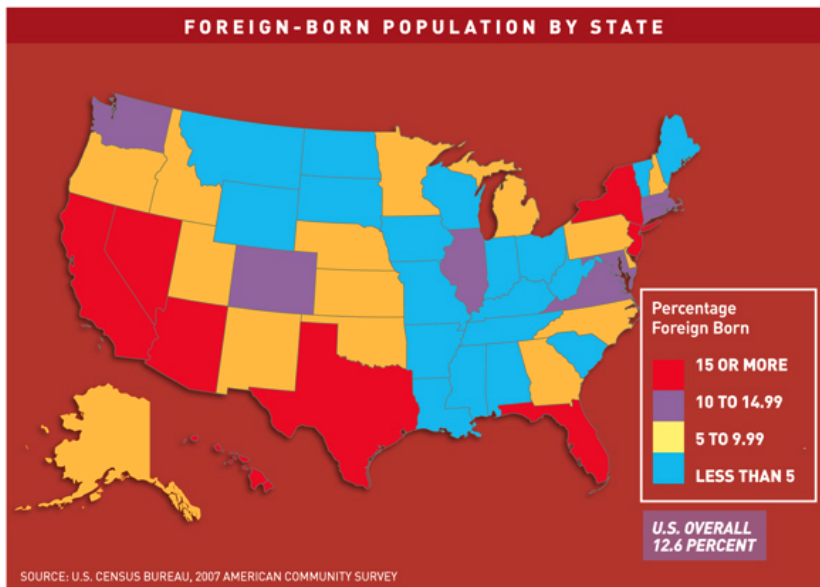 FOREIGN-BORN POPULATION BY STATE
Percentage
Foreign Born
15 OR MORE
10 TO 14.99
5 TO 9.99
LESS THAN 5
U.S. OVERALL
12.6 PERCENT
SOURCE: U.S. CENSUS BUREAU, 2007 AMERICAN COMMUNITY SURVEY